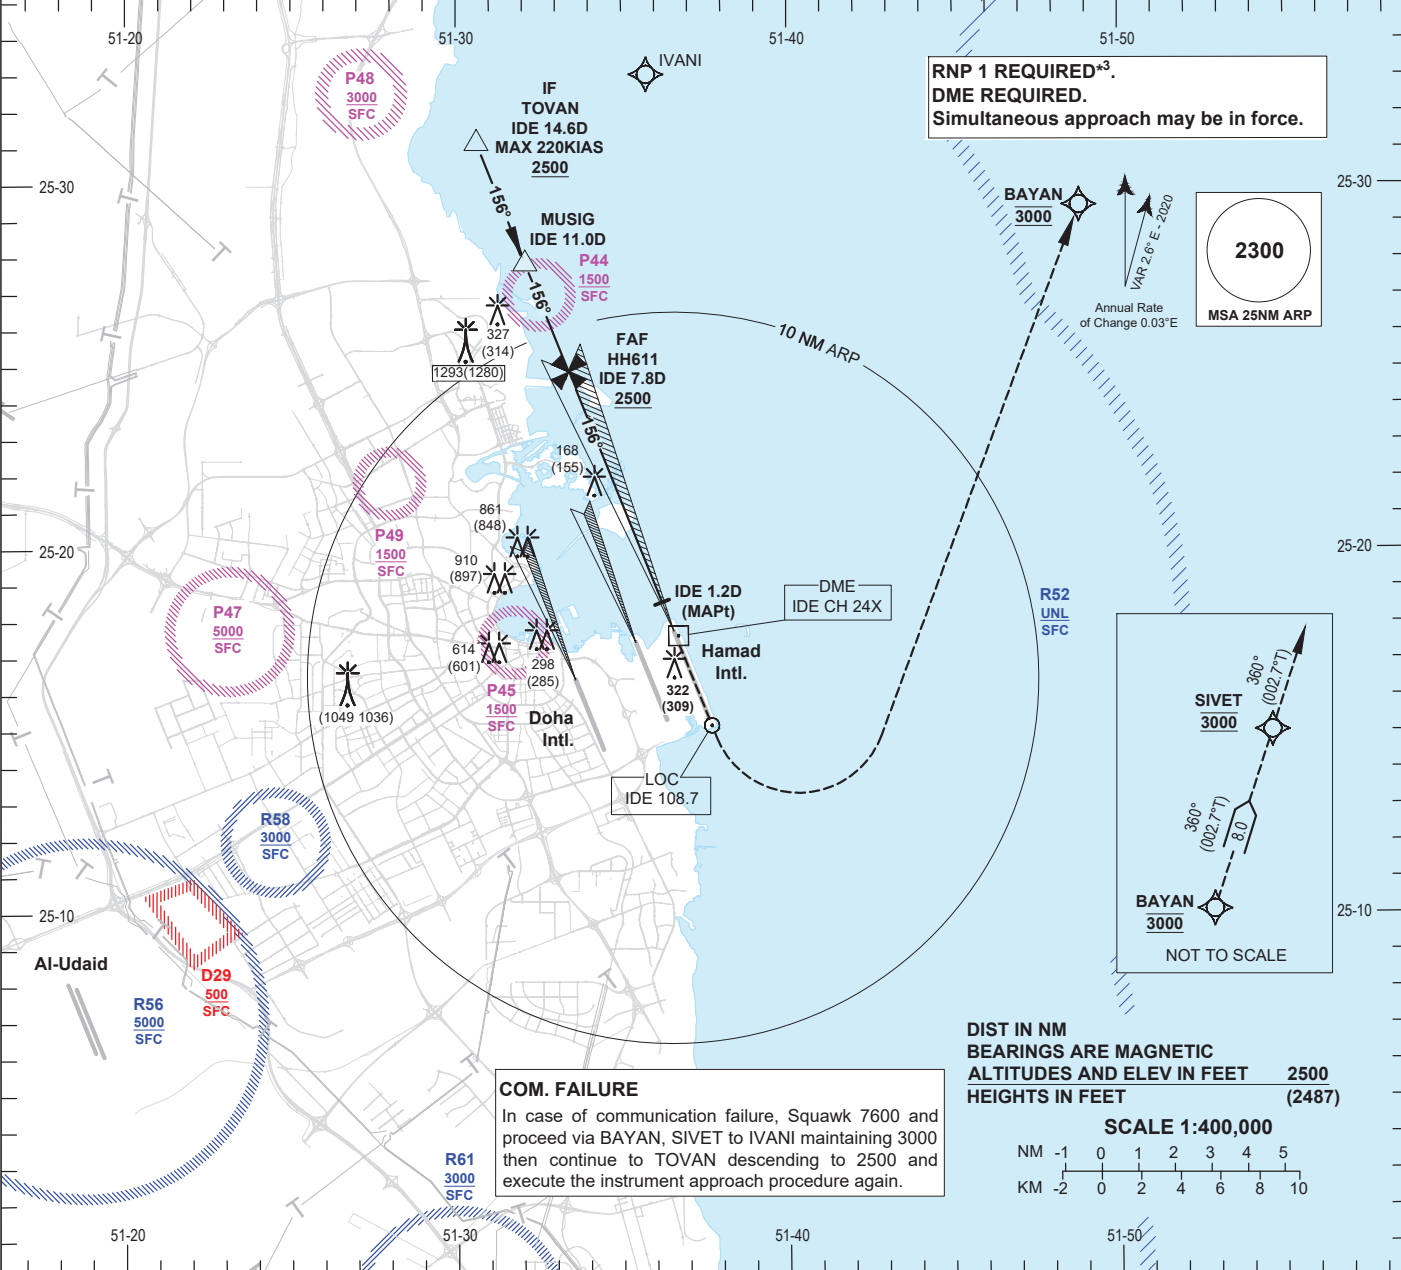 51-20
51-30
51-40
51-50
IVANI
RNP 1 REQUIRED*3.
DME REQUIRED.
Simultaneous approach may be in force.
P48
3000
SFC
IF
TOVAN
IDE 14.6D
MAX 220KIAS
2500
25-30
25-30
156°
BAYAN
3000
VAR 2.6° E - 2020
Annual Rate
of Change 0.03°E
2300
MSA 25NM ARP
MUSIG
IDE 11.0D
P44
1500
SFC
156°
327
(314)
1293(1280)
10 NM ARP
FAF
HH611
IDE 7.8D
2500
156°
168
(155)
861
(848)
P49
1500
SFC
910
(897)
25-20
25-20
P47
5000
SFC
IDE 1.2D
(MAPt)
DME
IDE CH 24X
R52
UNL
SFC
614
(601)
298
(285)
P45
1500
SFC
Hamad
Intl.
322
(309)
(1049 1036)
Doha
Intl.
LOC
IDE 108.7
360°
(002.7°T)
SIVET
3000
360°
(002.7°T)
8.0
BAYAN
3000
NOT TO SCALE
R58
3000
SFC
25-10
25-10
Al-Udaid
D29
500
SFC
R56
5000
SFC
DIST IN NM
BEARINGS ARE MAGNETIC
ALTITUDES AND ELEV IN FEET 2500
HEIGHTS IN FEET (2487)
SCALE 1:400,000
NM -1 0 1 2 3 4 5
KM -2 0 2 4 6 8 10
COM. FAILURE
In case of communication failure, Squawk 7600 and
proceed via BAYAN, SIVET to IVANI maintaining 3000
then continue to TOVAN descending to 2500 and
execute the instrument approach procedure again.
R61
3000
SFC
51-20
51-30
51-40
51-50